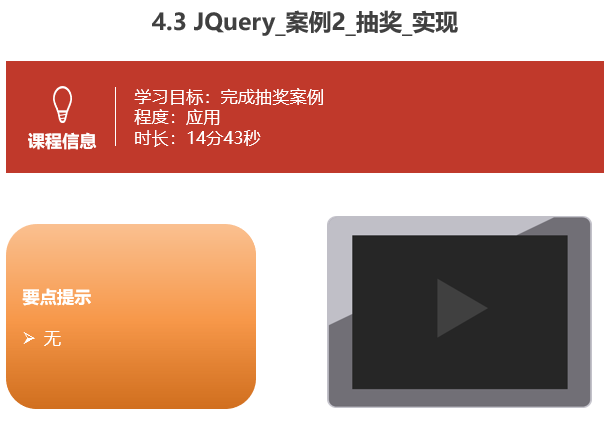 4.3 JQuery_案例2_抽奖_实现
学习目标：完成抽奖案例
程度：应用
时长：14分43秒
课程信息
要点提示
➢ 无